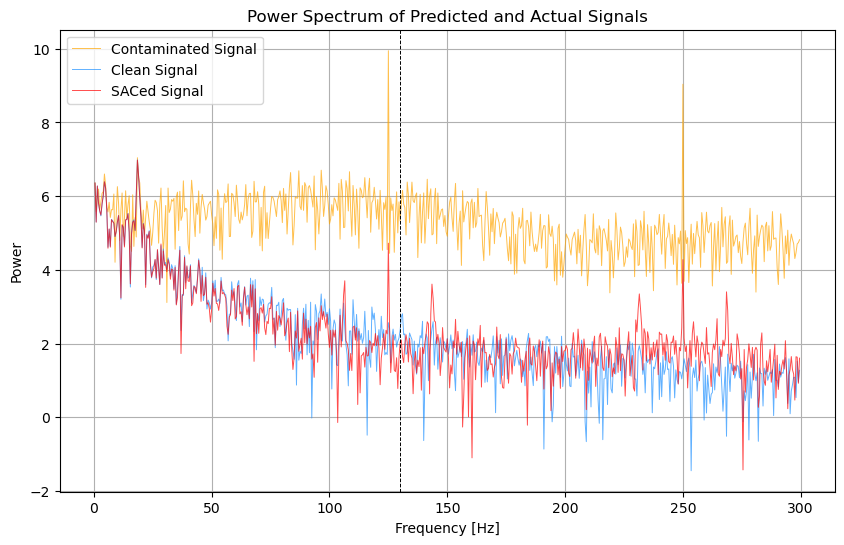 Power Spectrum of Predicted and Actual Signals
Contaminated Signal
Clean Signal
SACed Signal
Power
10
8
6
4
2
0
−2
0
50
100
150
200
250
300
Frequency [Hz]